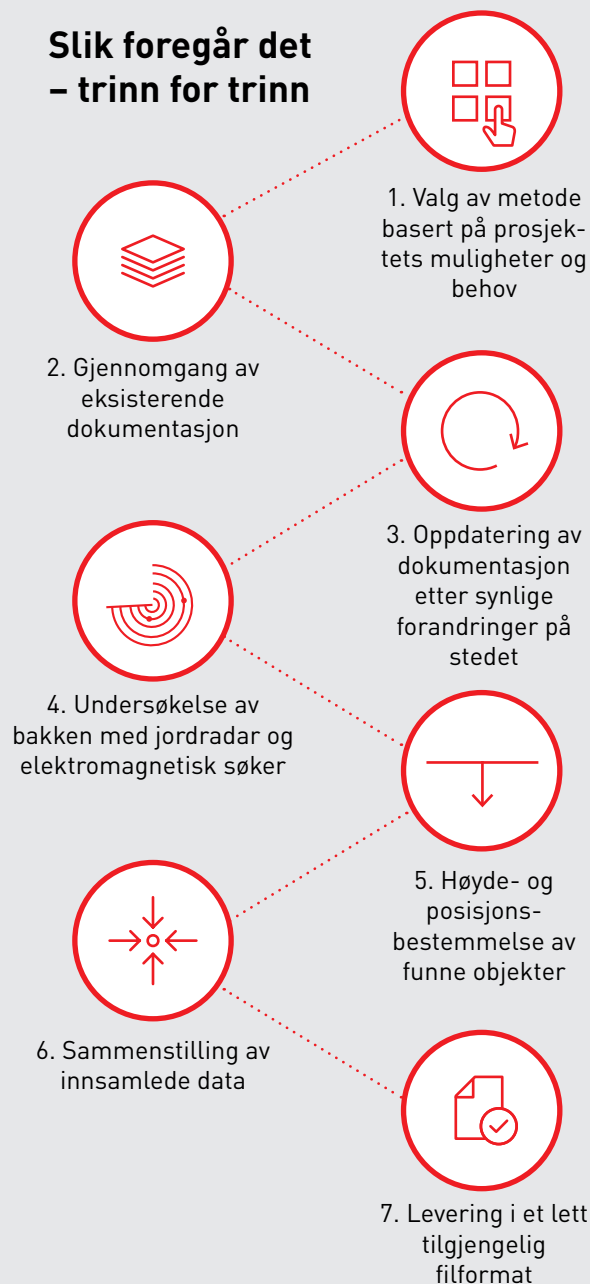 Slik foregår det
– trinn for trinn
1. Valg av metode
basert på prosjek-
tets muligheter og
behov
2. Gjennomgang av
eksisterende
dokumentasjon
3. Oppdatering av
dokumentasjon
etter synlige
forandringer på
stedet
4. Undersøkelse av
bakken med jordradar og
elektromagnetisk søker
5. Høyde- og
posisjons-
bestemmelse av
funne objekter
6. Sammenstilling av
innsamlede data
7. Levering i et lett
tilgjengelig
filformat